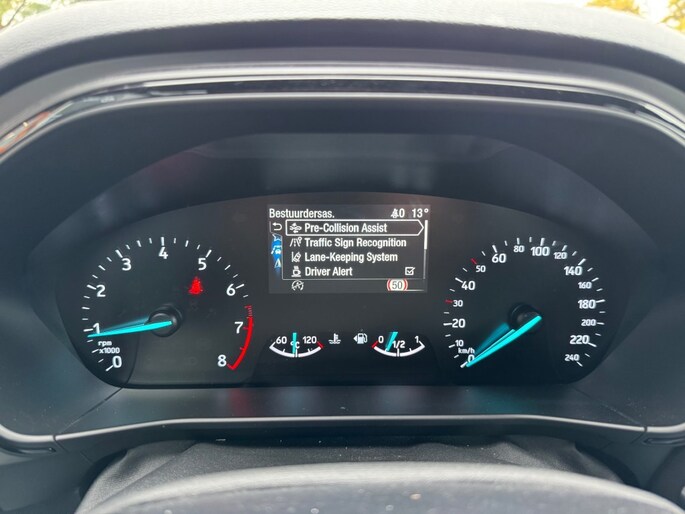 Bestuurdersas. 0 13°
Pre-Collision Assist
Traffic Sign Recognition
Lane-Keeping System
Driver Alert
50
0 1 2 3 4 5 6 7 8
rpm
x1000
60 °C 120
0 1/2 1
0 10 20 30 40 50 60 80 100 120 140 160 180 200 220 240
km/h